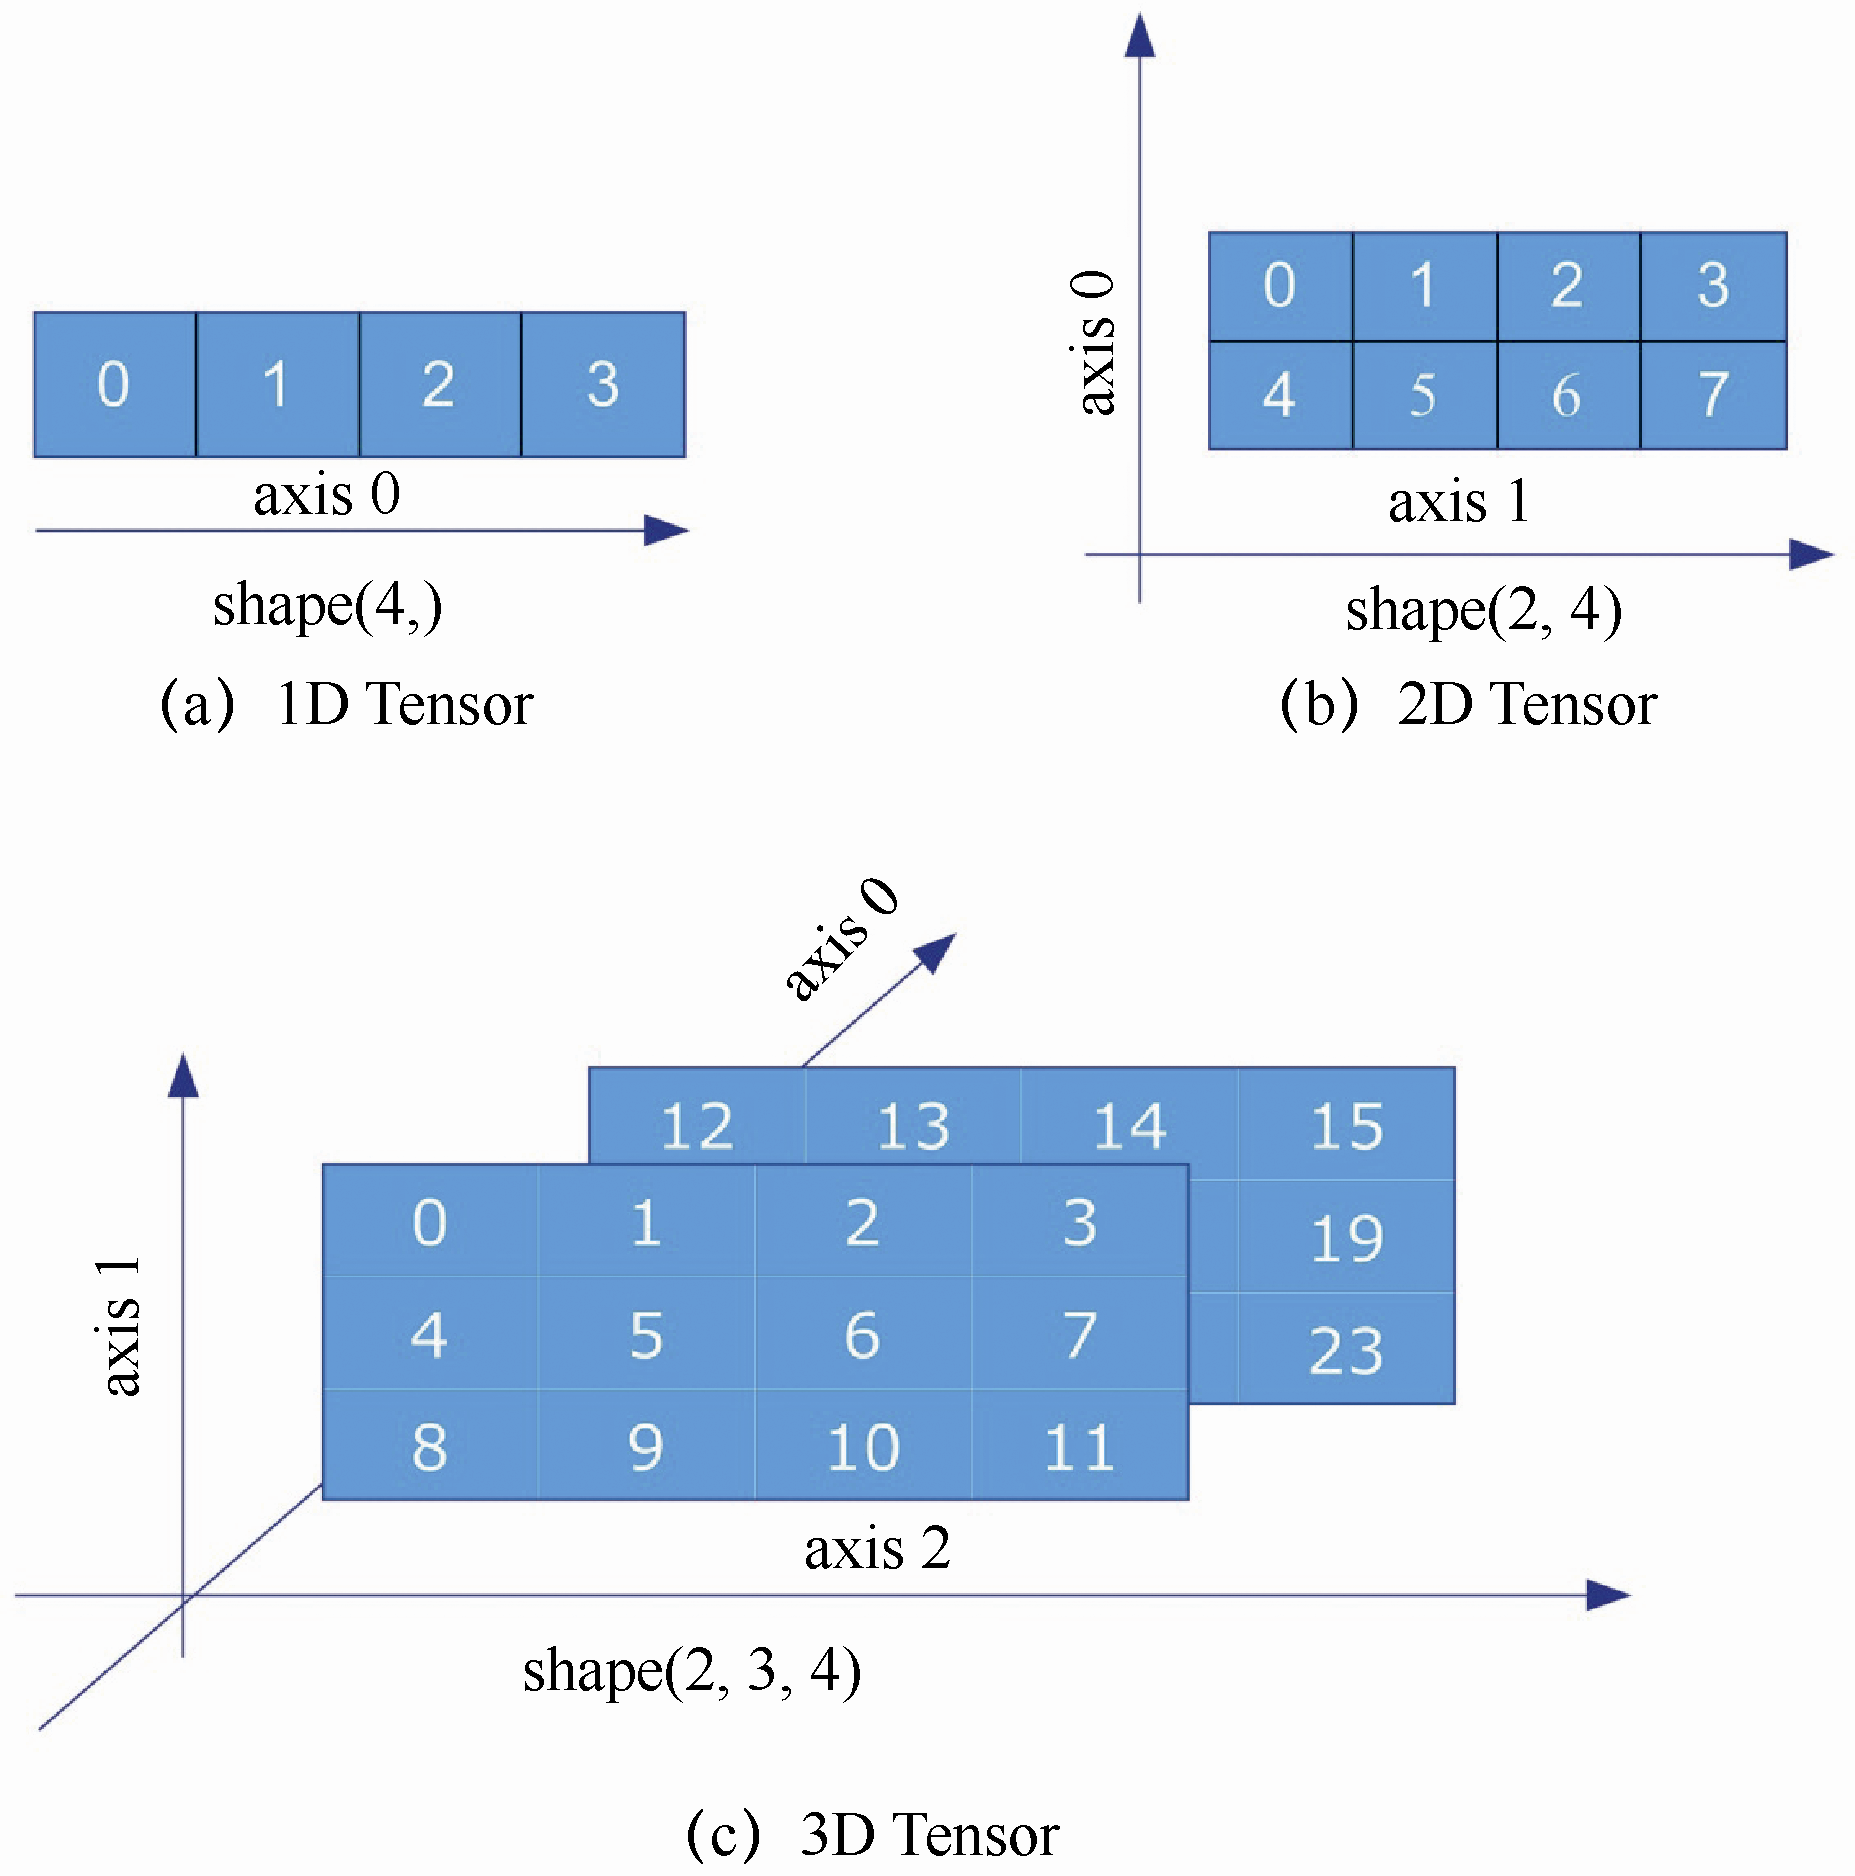 0 1 2 3
axis 0
shape(4,)
(a) 1D Tensor
axis 0
0 1 2 3
4 5 6 7
axis 1
shape(2, 4)
(b) 2D Tensor
axis 0
axis 1
12 13 14 15
19
23
0 1 2 3
4 5 6 7
8 9 10 11
axis 2
shape(2, 3, 4)
(c) 3D Tensor